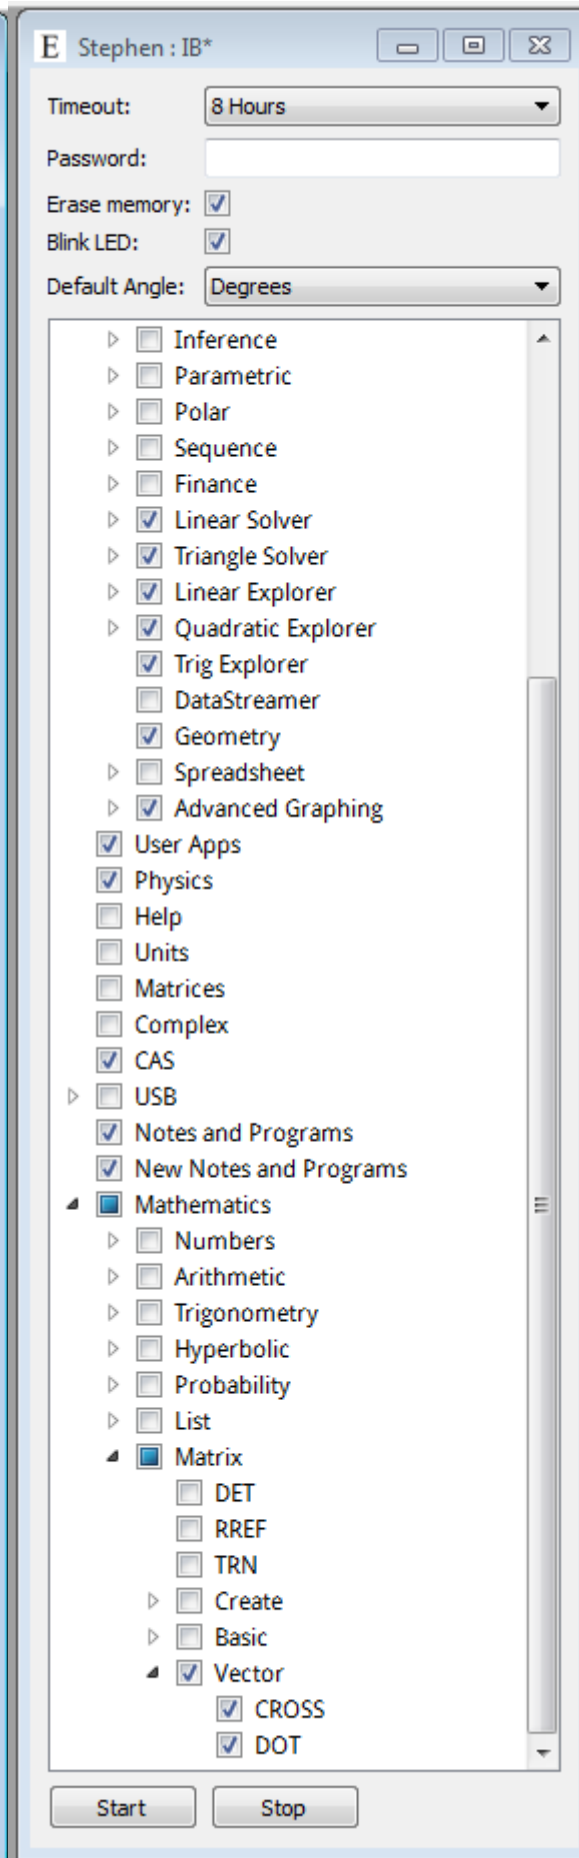 E Stephen : IB*
Timeout: 8 Hours
Password:
Erase memory:
Blink LED:
Default Angle: Degrees
Inference
Parametric
Polar
Sequence
Finance
Linear Solver
Triangle Solver
Linear Explorer
Quadratic Explorer
Trig Explorer
DataStreamer
Geometry
Spreadsheet
Advanced Graphing
User Apps
Physics
Help
Units
Matrices
Complex
CAS
USB
Notes and Programs
New Notes and Programs
Mathematics
Numbers
Arithmetic
Trigonometry
Hyperbolic
Probability
List
Matrix
DET
RREF
TRN
Create
Basic
Vector
CROSS
DOT
Start Stop